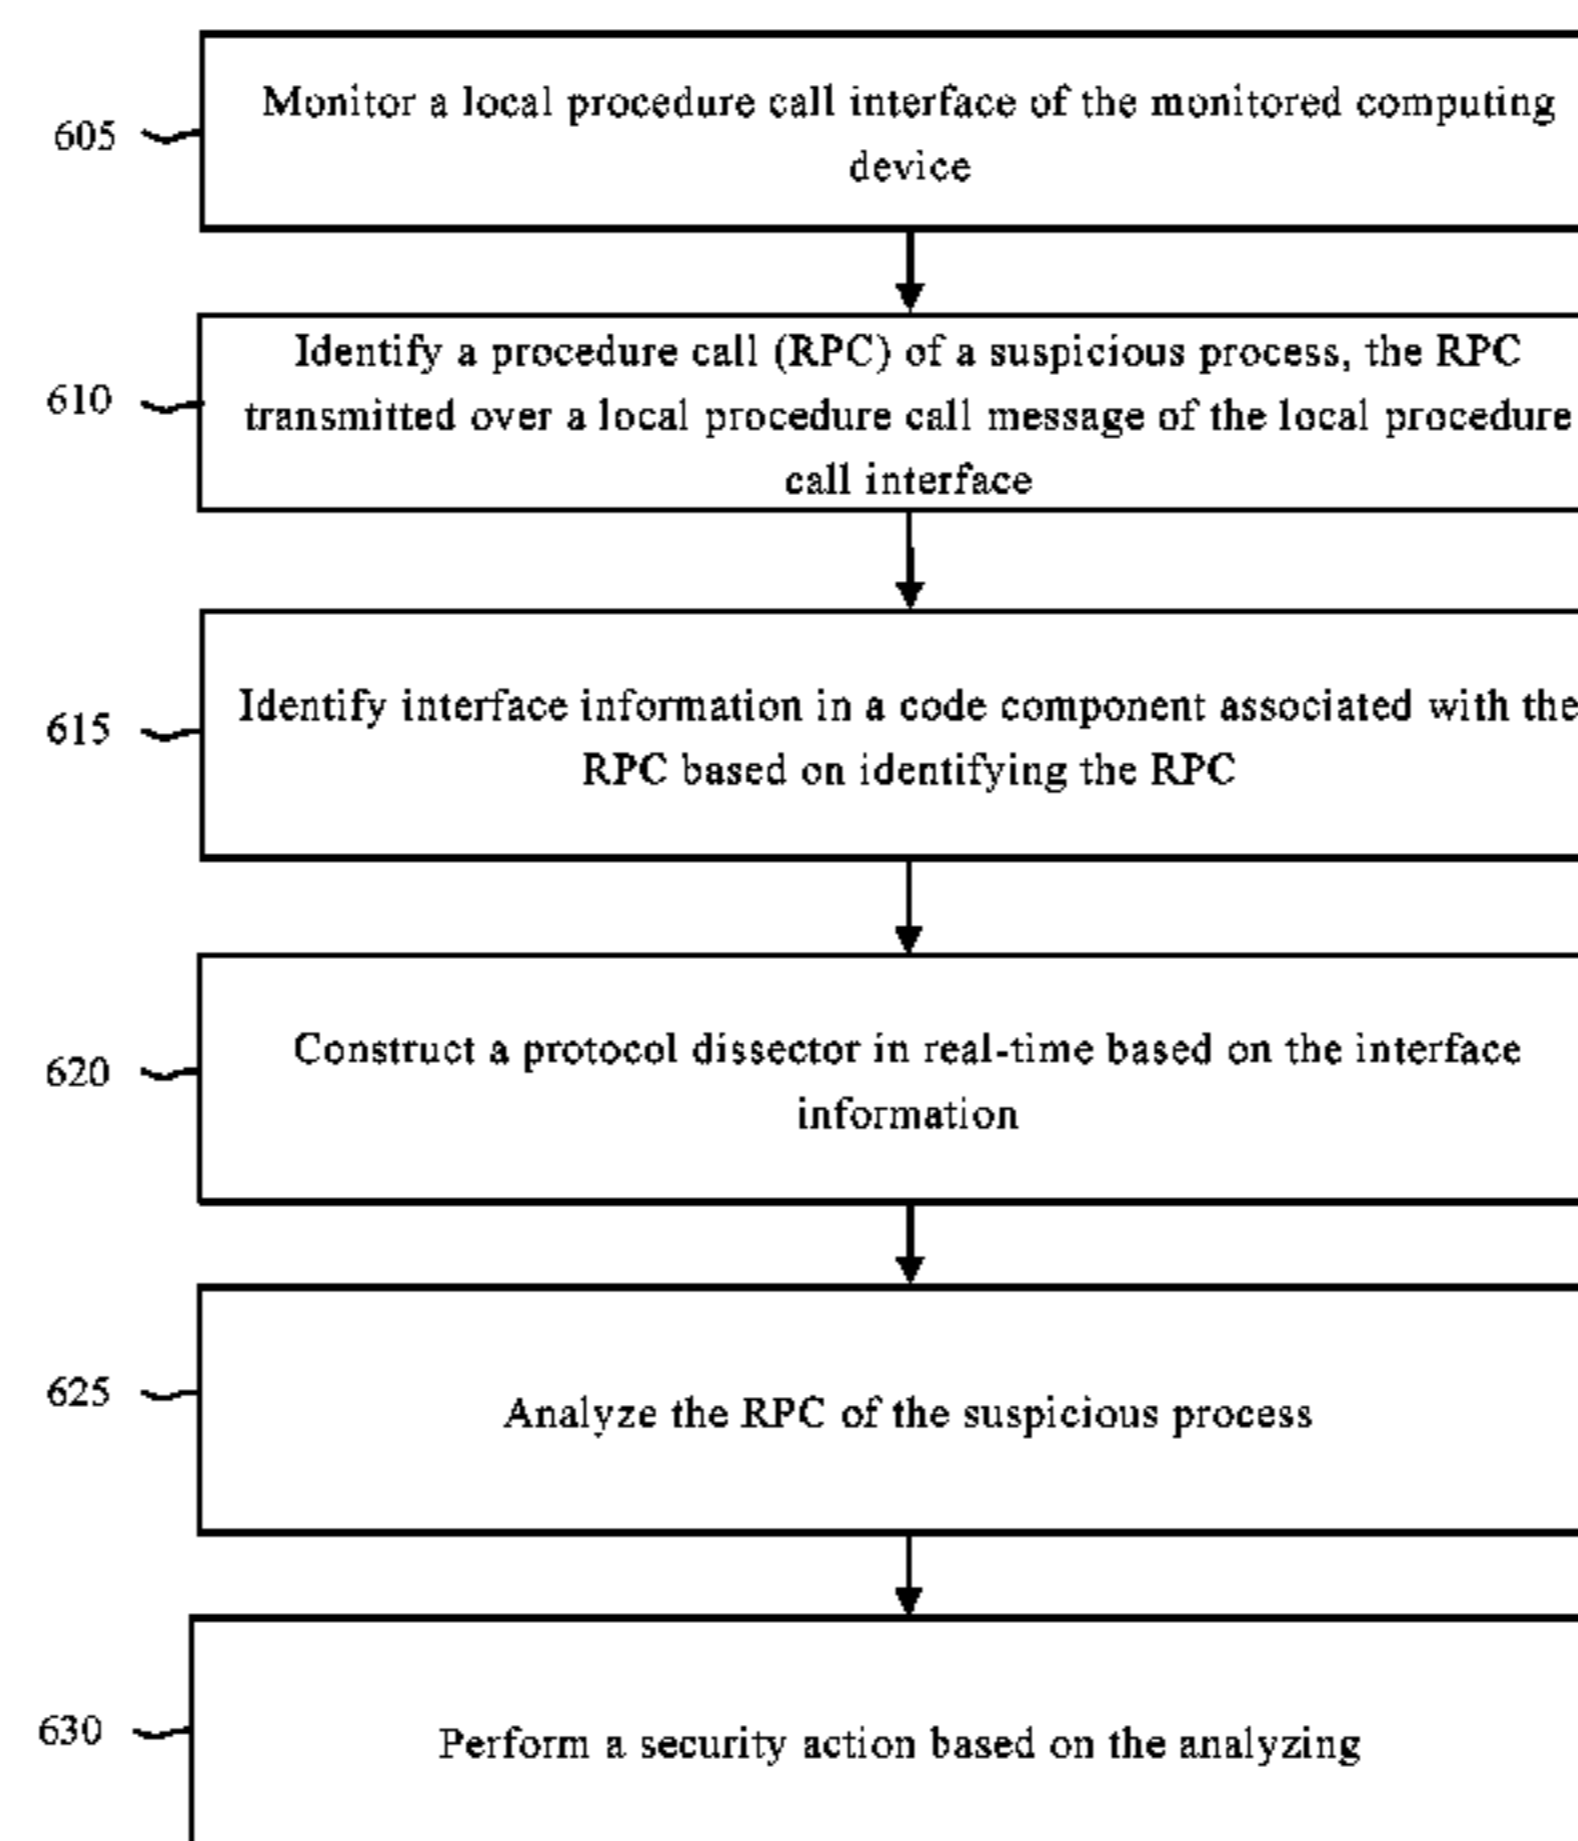 605
Monitor a local procedure call interface of the monitored computing
device
610
Identify a procedure call (RPC) of a suspicious process, the RPC
transmitted over a local procedure call message of the local procedure
call interface
615
Identify interface information in a code component associated with the
RPC based on identifying the RPC
620
Construct a protocol dissector in real-time based on the interface
information
625
Analyze the RPC of the suspicious process
630
Perform a security action based on the analyzing